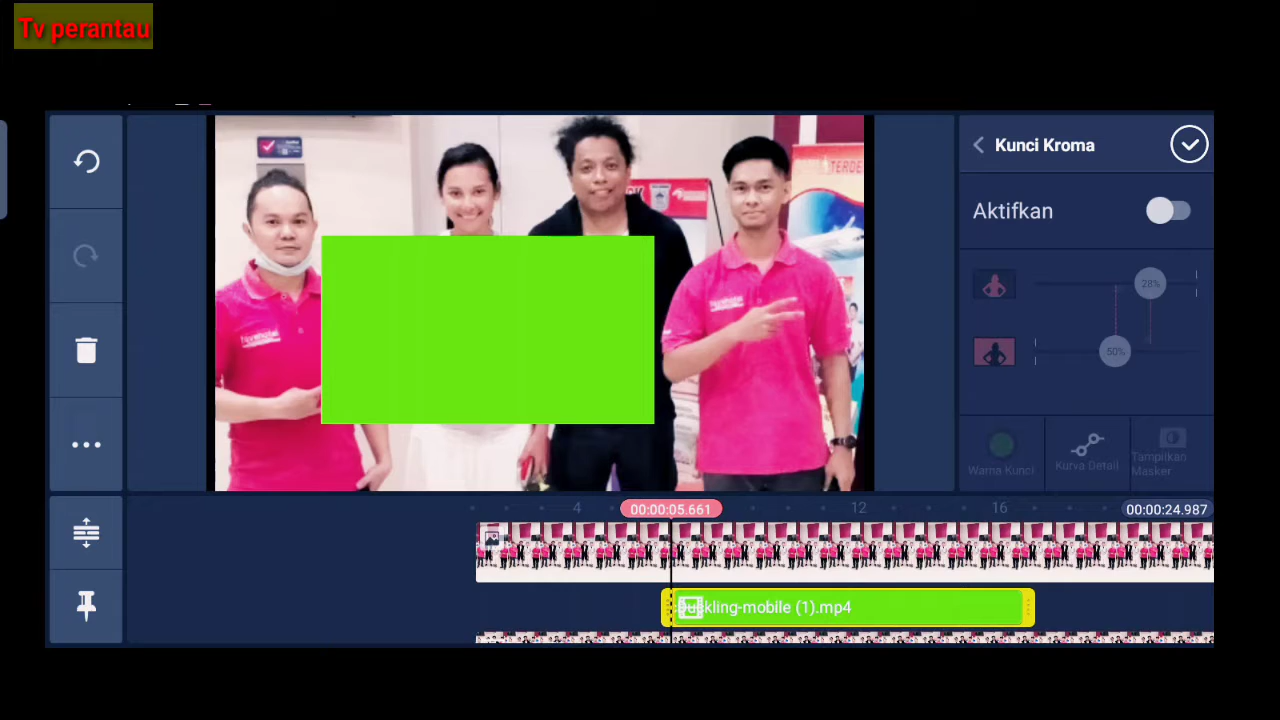 Tv perantau
Kunci Kroma
Aktifkan
28%
50%
Warna Kunci
Kurva Detail
Tampilkan
Masker
4
00:00:05.661
12
16
00:00:24.987
Duckling-mobile (1).mp4